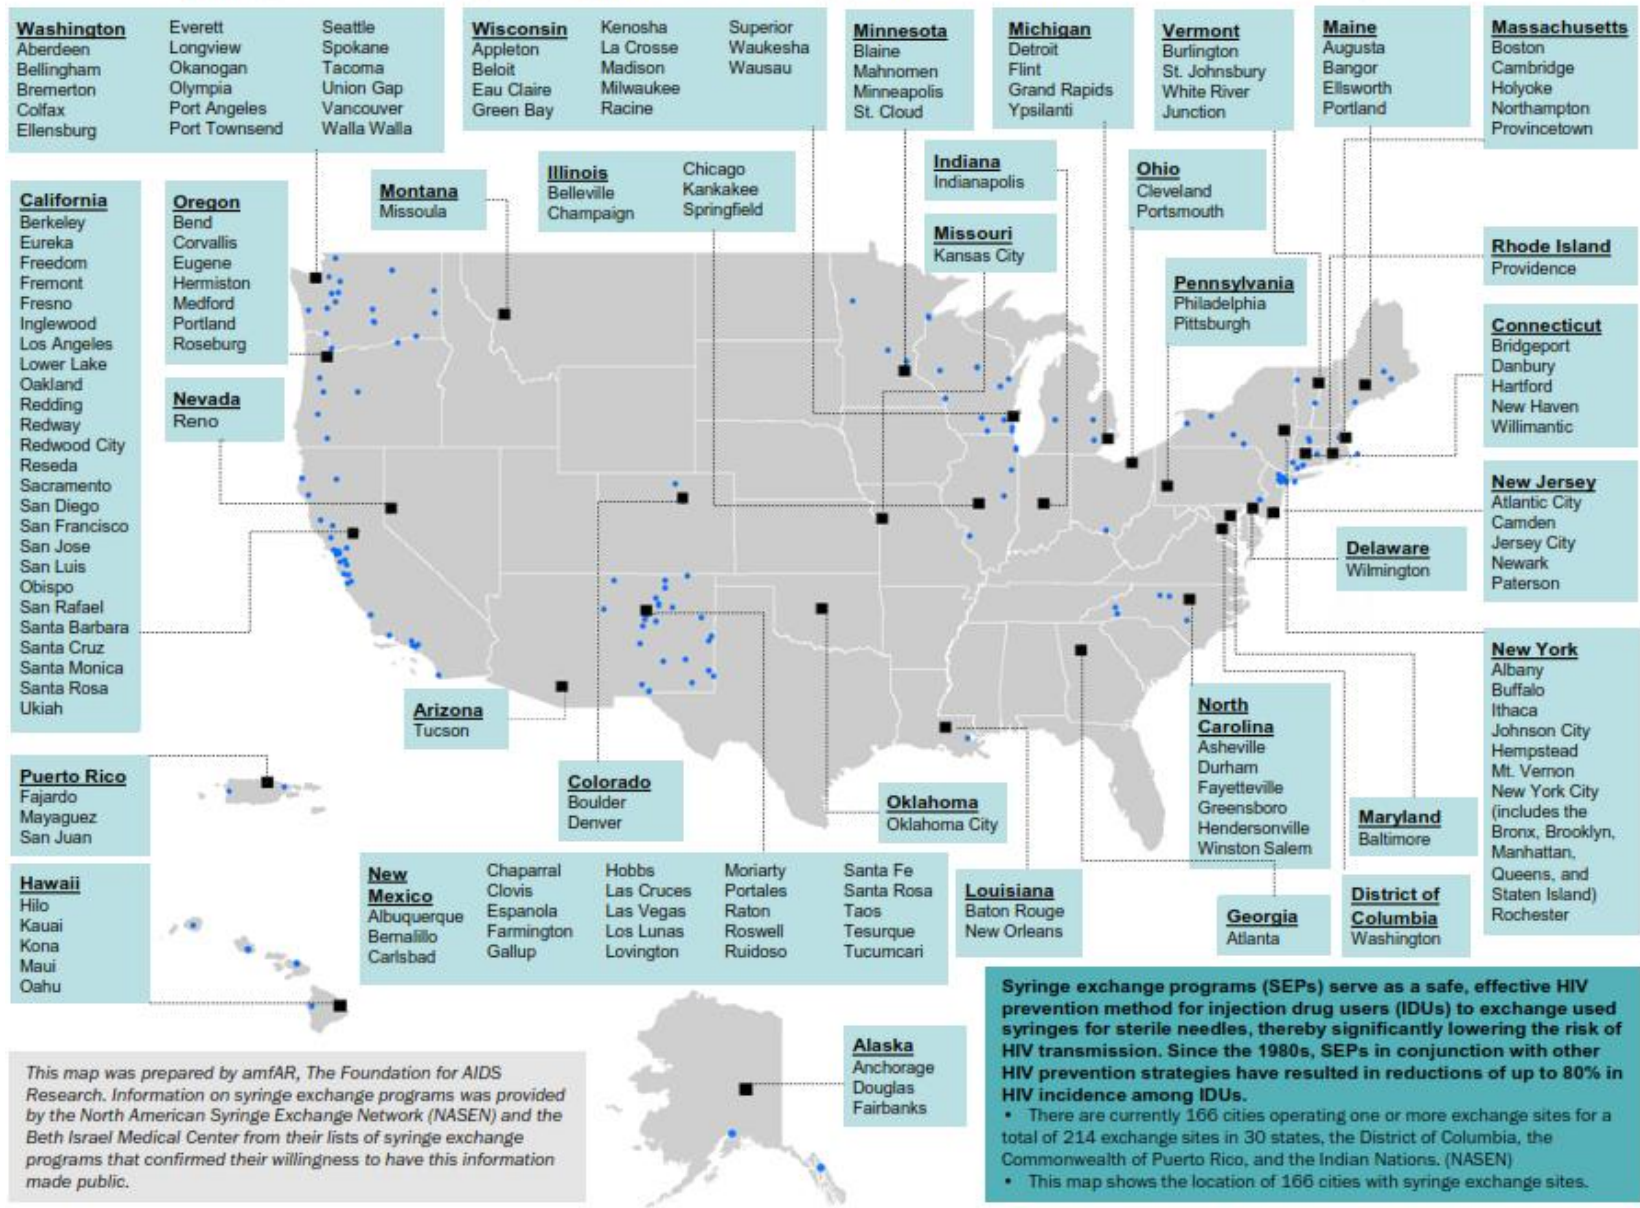 Washington
Aberdeen
Bellingham
Bremerton
Colfax
Ellensburg
Everett
Longview
Okanogan
Olympia
Port Angeles
Port Townsend
Seattle
Spokane
Tacoma
Union Gap
Vancouver
Walla Walla
Wisconsin
Appleton
Beloit
Eau Claire
Green Bay
Kenosha
La Crosse
Madison
Milwaukee
Racine
Superior
Waukesha
Wausau
Minnesota
Blaine
Mahnomen
Minneapolis
St. Cloud
Michigan
Detroit
Flint
Grand Rapids
Ypsilanti
Vermont
Burlington
St. Johnsbury
White River
Junction
Maine
Augusta
Bangor
Ellsworth
Portland
Massachusetts
Boston
Cambridge
Holyoke
Northampton
Provincetown
California
Berkeley
Eureka
Freedom
Fremont
Fresno
Inglewood
Los Angeles
Lower Lake
Oakland
Redding
Redway
Redwood City
Reseda
Sacramento
San Diego
San Francisco
San Jose
San Luis
Obispo
San Rafael
Santa Barbara
Santa Cruz
Santa Monica
Santa Rosa
Ukiah
Oregon
Bend
Corvallis
Eugene
Hermiston
Medford
Portland
Roseburg
Montana
Missoula
Illinois
Belleville
Champaign
Chicago
Kankakee
Springfield
Indiana
Indianapolis
Missouri
Kansas City
Ohio
Cleveland
Portsmouth
Pennsylvania
Philadelphia
Pittsburgh
Rhode Island
Providence
Connecticut
Bridgeport
Danbury
Hartford
New Haven
Willimantic
Nevada
Reno
New Jersey
Atlantic City
Camden
Jersey City
Newark
Paterson
Delaware
Wilmington
New York
Albany
Buffalo
Ithaca
Johnson City
Hempstead
Mt. Vernon
New York City
(includes the
Bronx, Brooklyn,
Manhattan,
Queens, and
Staten Island)
Rochester
Arizona
Tucson
North
Carolina
Asheville
Durham
Fayetteville
Greensboro
Hendersonville
Winston Salem
Puerto Rico
Fajardo
Mayaguez
San Juan
Colorado
Boulder
Denver
Oklahoma
Oklahoma City
Maryland
Baltimore
Hawaii
Hilo
Kauai
Kona
Maui
Oahu
New
Mexico
Albuquerque
Bernalillo
Carlsbad
Chaparral
Clovis
Espanola
Farmington
Gallup
Hobbs
Las Cruces
Las Vegas
Los Lunas
Lovington
Moriarty
Portales
Raton
Roswell
Ruidoso
Santa Fe
Santa Rosa
Taos
Tesurque
Tucumcari
Louisiana
Baton Rouge
New Orleans
Georgia
Atlanta
District of
Columbia
Washington
Alaska
Anchorage
Douglas
Fairbanks
This map was prepared by amfAR, The Foundation for AIDS
Research. Information on syringe exchange programs was provided
by the North American Syringe Exchange Network (NASEN) and the
Beth Israel Medical Center from their lists of syringe exchange
programs that confirmed their willingness to have this information
made public.
Syringe exchange programs (SEPs) serve as a safe, effective HIV
prevention method for injection drug users (IDUs) to exchange used
syringes for sterile needles, thereby significantly lowering the risk of
HIV transmission. Since the 1980s, SEPs in conjunction with other
HIV prevention strategies have resulted in reductions of up to 80% in
HIV incidence among IDUs.
• There are currently 166 cities operating one or more exchange sites for a
total of 214 exchange sites in 30 states, the District of Columbia, the
Commonwealth of Puerto Rico, and the Indian Nations. (NASEN)
• This map shows the location of 166 cities with syringe exchange sites.